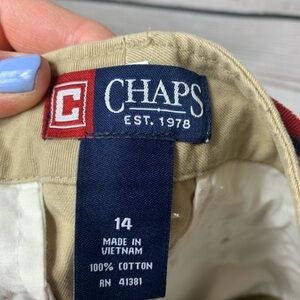 C
CHAPS
EST. 1978
14
MADE IN
VIETNAM
100% COTTON
RN 41381